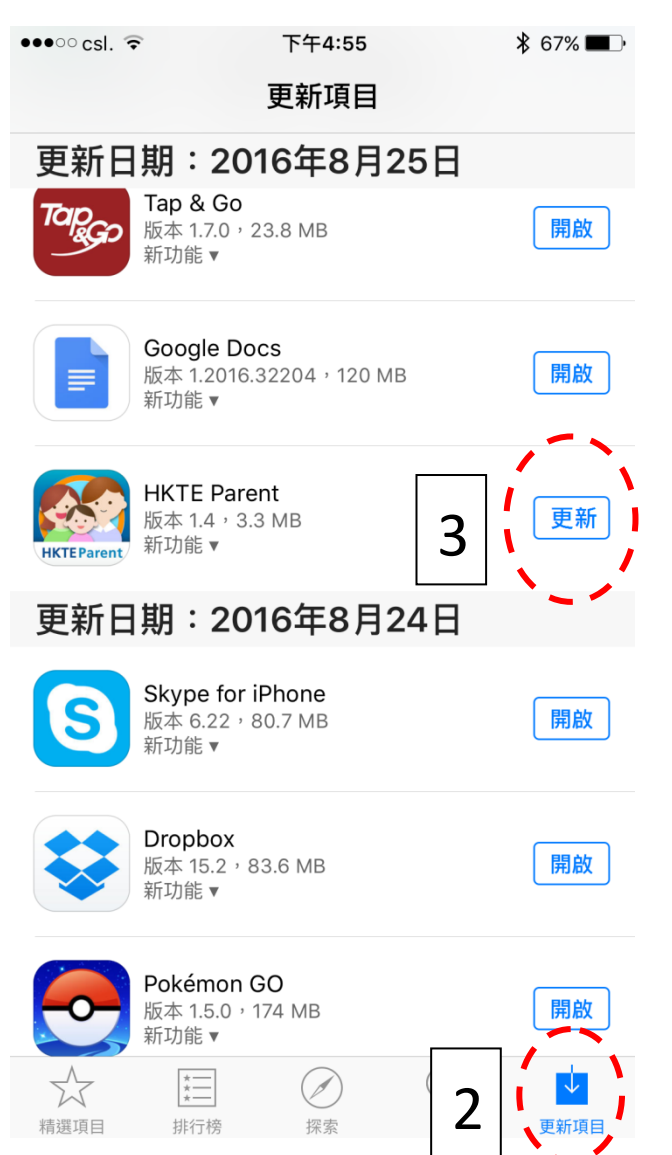 csl. 下午4:55 67%
更新項目
更新日期：2016年8月25日
Tap & Go
Tap & Go
版本 1.7.0，23.8 MB
新功能 ▾
開啟
Google Docs
版本 1.2016.32204，120 MB
新功能 ▾
開啟
HKTE Parent
HKTE Parent
版本 1.4，3.3 MB
新功能 ▾
3
更新
更新日期：2016年8月24日
S
Skype for iPhone
版本 6.22，80.7 MB
新功能 ▾
開啟
Dropbox
版本 15.2，83.6 MB
新功能 ▾
開啟
Pokémon GO
版本 1.5.0，174 MB
新功能 ▾
開啟
2
精選項目 排行榜 探索 更新項目